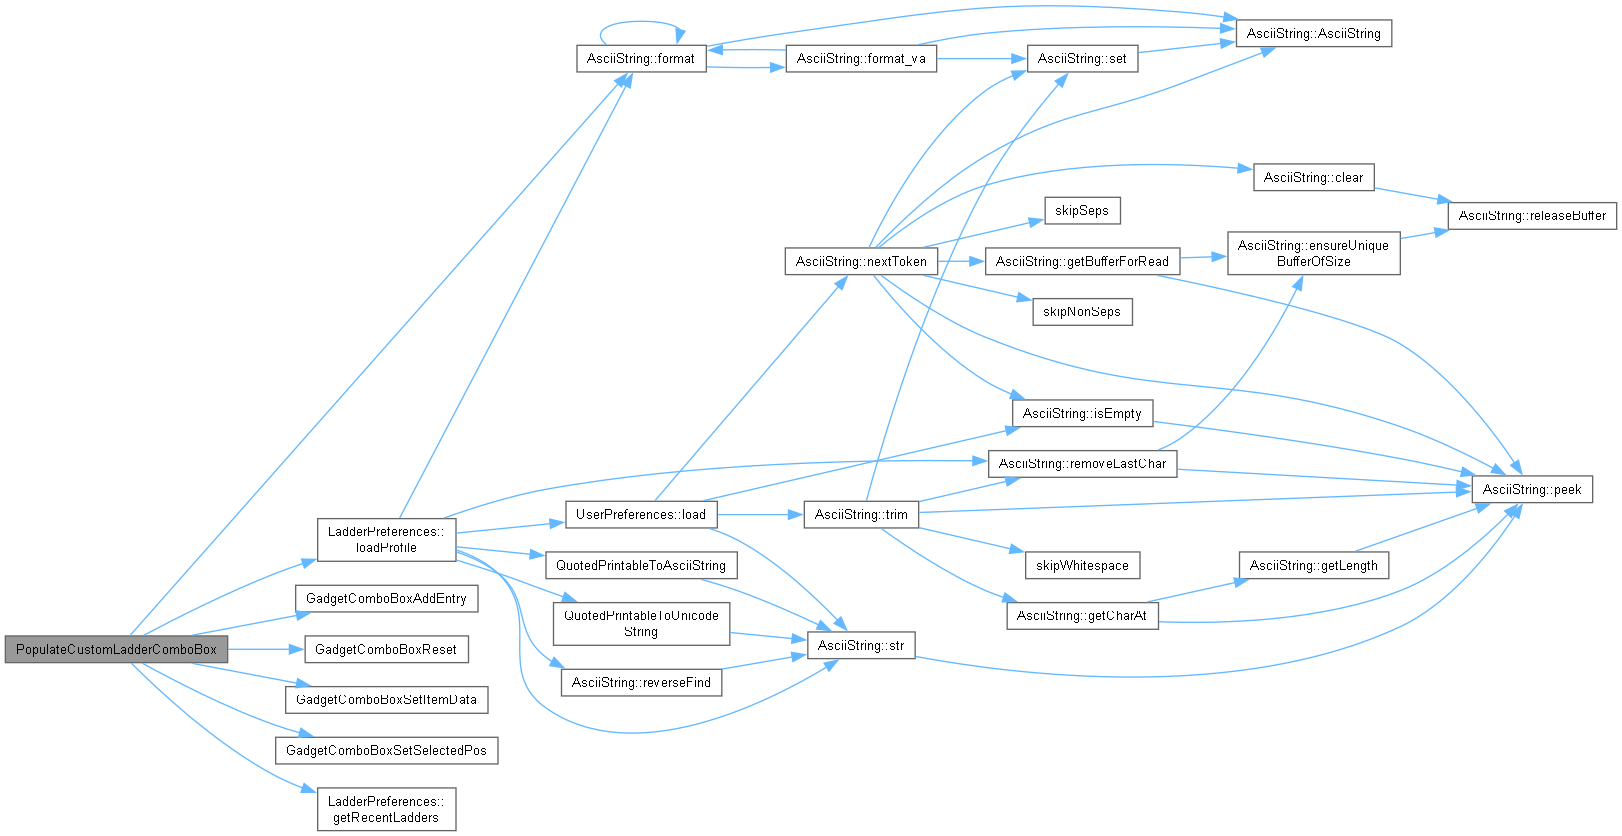 AsciiString::AsciiString
AsciiString::format
AsciiString::format_va
AsciiString::set
AsciiString::clear
skipSeps
AsciiString::releaseBuffer
AsciiString::ensureUnique
BufferOfSize
AsciiString::nextToken
AsciiString::getBufferForRead
skipNonSeps
AsciiString::isEmpty
AsciiString::removeLastChar
AsciiString::peek
UserPreferences::load
AsciiString::trim
LadderPreferences::
loadProfile
QuotedPrintableToAsciiString
skipWhitespace
AsciiString::getLength
GadgetComboBoxAddEntry
QuotedPrintableToUnicode
String
AsciiString::getCharAt
PopulateCustomLadderComboBox
GadgetComboBoxReset
AsciiString::str
AsciiString::reverseFind
GadgetComboBoxSetItemData
GadgetComboBoxSetSelectedPos
LadderPreferences::
getRecentLadders